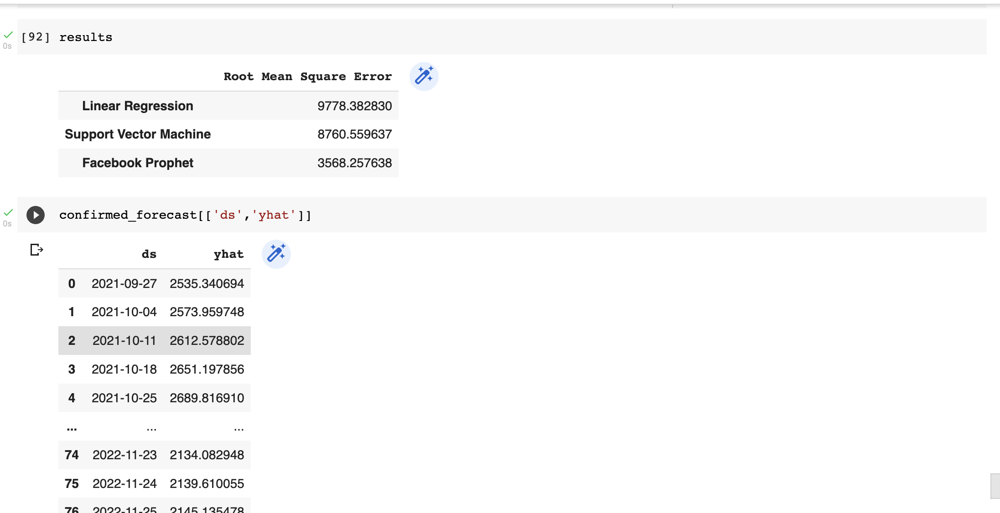 [92] results
0s
Root Mean Square Error
Linear Regression 9778.382830
Support Vector Machine 8760.559637
Facebook Prophet 3568.257638
confirmed_forecast[['ds','yhat']]
0s
ds yhat
0 2021-09-27 2535.340694
1 2021-10-04 2573.959748
2 2021-10-11 2612.578802
3 2021-10-18 2651.197856
4 2021-10-25 2689.816910
... ... ...
74 2022-11-23 2134.082948
75 2022-11-24 2139.610055
76 2022-11-25 2145.135478